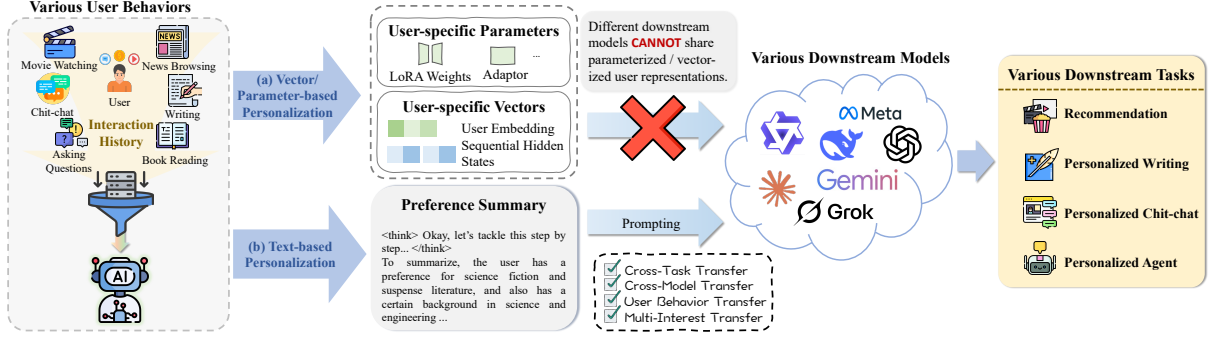 Various User Behaviors
Movie Watching
NEWS
News Browsing
User
Chit-chat
Writing
Interaction
History
Asking
Questions
Book Reading
AI
(a) Vector/
Parameter-based
Personalization
(b) Text-based
Personalization
User-specific Parameters
LoRA Weights
Adaptor
...
User-specific Vectors
User Embedding
Sequential Hidden
States
Preference Summary
<think> Okay, let's tackle this step by
step... </think>
To summarize, the user has a
preference for science fiction and
suspense literature, and also has a
certain background in science and
engineering ...
Different downstream
models CANNOT share
parameterized / vector-
ized user representations.
Prompting
Cross-Task Transfer
Cross-Model Transfer
User Behavior Transfer
Multi-Interest Transfer
Various Downstream Models
Meta
Gemini
Grok
Various Downstream Tasks
Recommendation
Personalized Writing
Personalized Chit-chat
Personalized Agent